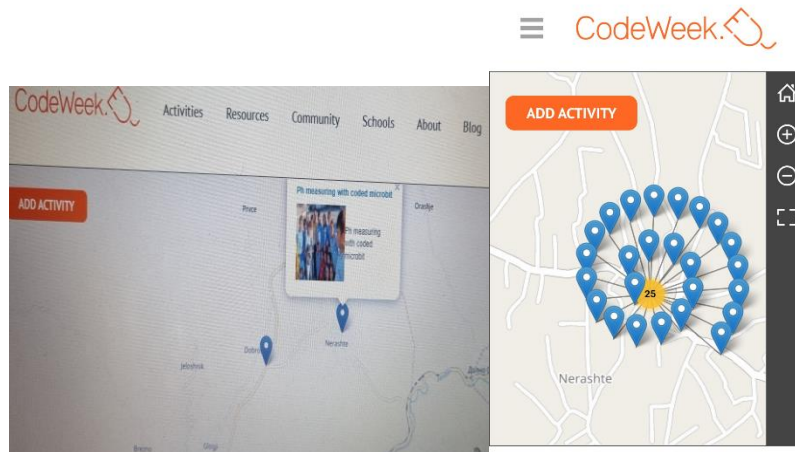 CodeWeek.
Activities Resources Community Schools About Blog
ADD ACTIVITY
Ph measuring with coded microbit
Ph measuring
with coded
microbit
Nerashte
CodeWeek.
ADD ACTIVITY
25
Nerashte